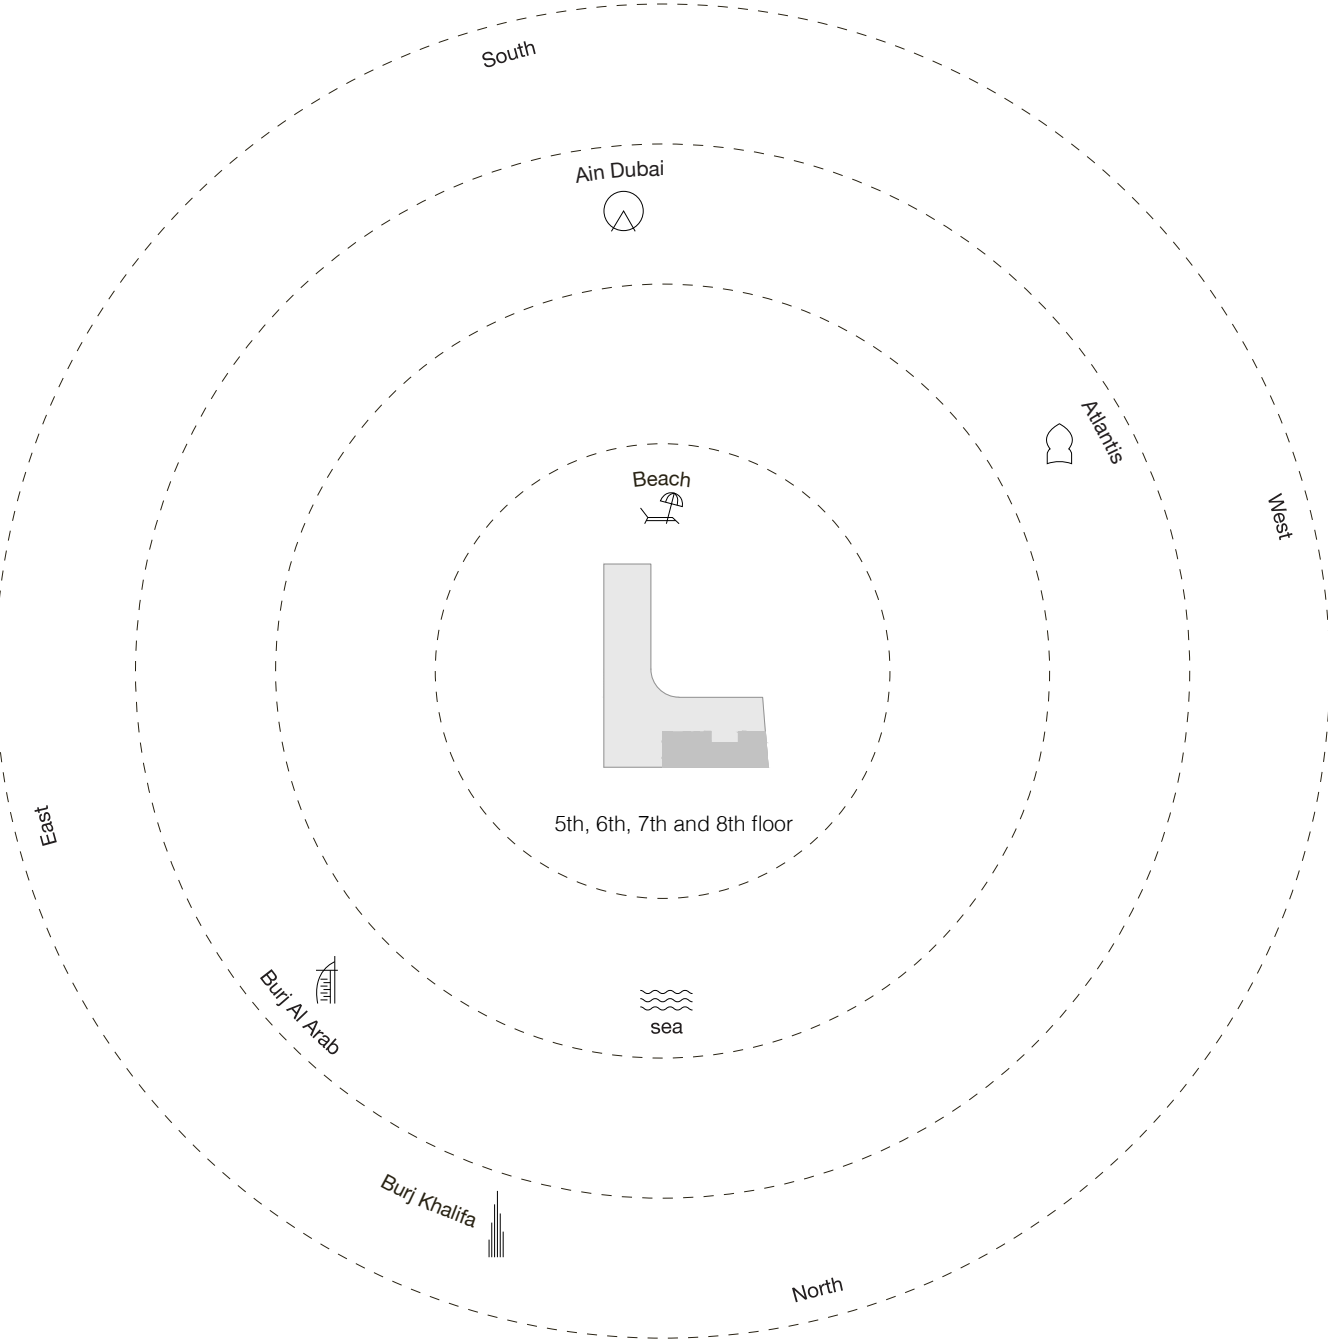 South
Ain Dubai
Atlantis
Beach
West
East
5th, 6th, 7th and 8th floor
Burj Al Arab
sea
Burj Khalifa
North